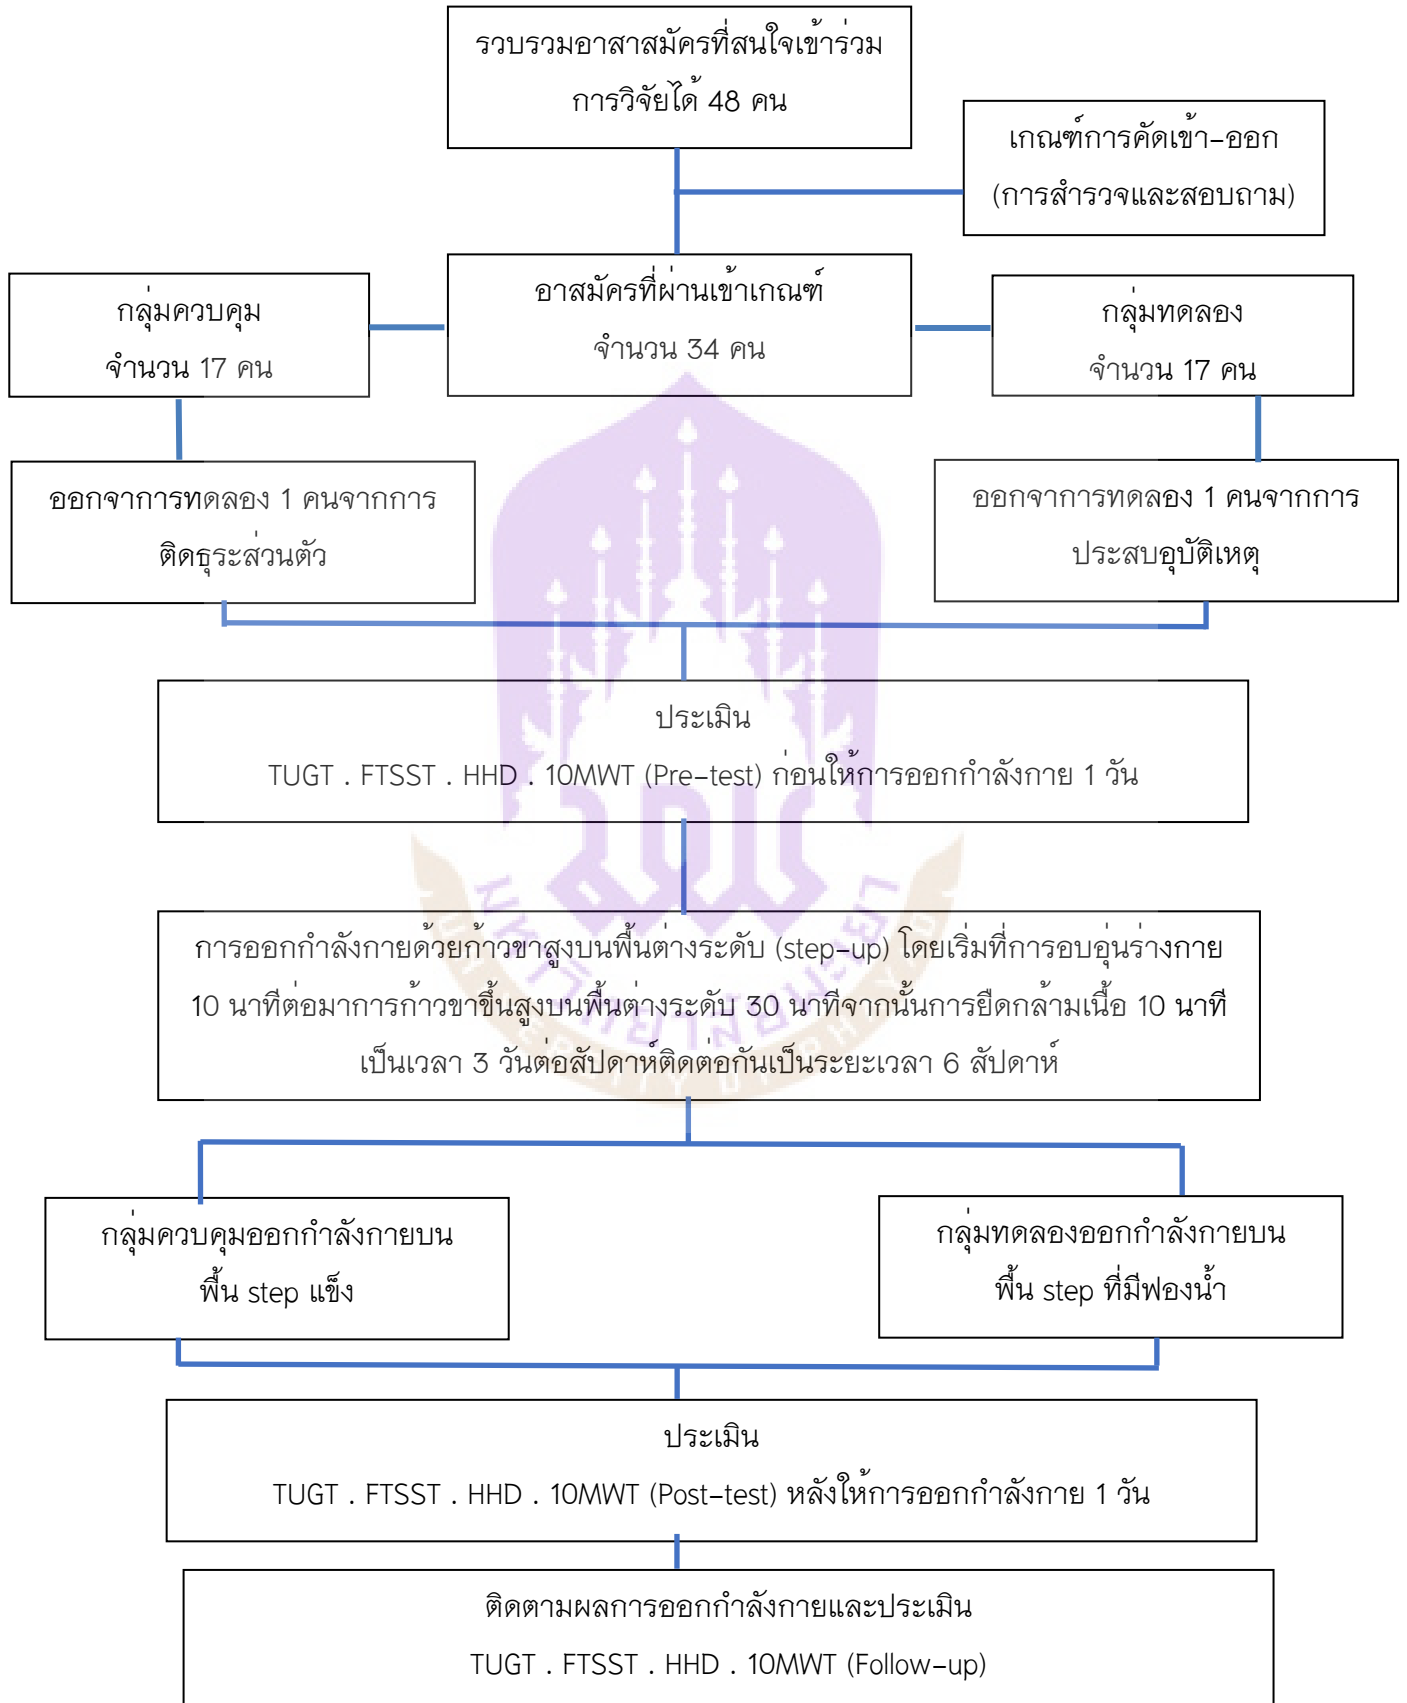 รวบรวมอาสาสมัครที่สนใจเข้าร่วม
การวิจัยได้ 48 คน
เกณฑ์การคัดเข้า-ออก
(การสำรวจและสอบถาม)
อาสมัครที่ผ่านเข้าเกณฑ์
จำนวน 34 คน
กลุ่มควบคุม
จำนวน 17 คน
กลุ่มทดลอง
จำนวน 17 คน
ออกจาการทดลอง 1 คนจากการ
ติดธุระส่วนตัว
ออกจาการทดลอง 1 คนจากการ
ประสบอุบัติเหตุ
ประเมิน
TUGT . FTSST . HHD . 10MWT (Pre-test) ก่อนให้การออกกำลังกาย 1 วัน
การออกกำลังกายด้วยก้าวขาสูงบนพื้นต่างระดับ (step-up) โดยเริ่มที่การอบอุ่นร่างกาย
10 นาทีต่อมาการก้าวขาขึ้นสูงบนพื้นต่างระดับ 30 นาทีจากนั้นการยืดกล้ามเนื้อ 10 นาที
เป็นเวลา 3 วันต่อสัปดาห์ติดต่อกันเป็นระยะเวลา 6 สัปดาห์
กลุ่มควบคุมออกกำลังกายบน
พื้น step แข็ง
กลุ่มทดลองออกกำลังกายบน
พื้น step ที่มีฟองน้ำ
ประเมิน
TUGT . FTSST . HHD . 10MWT (Post-test) หลังให้การออกกำลังกาย 1 วัน
ติดตามผลการออกกำลังกายและประเมิน
TUGT . FTSST . HHD . 10MWT (Follow-up)